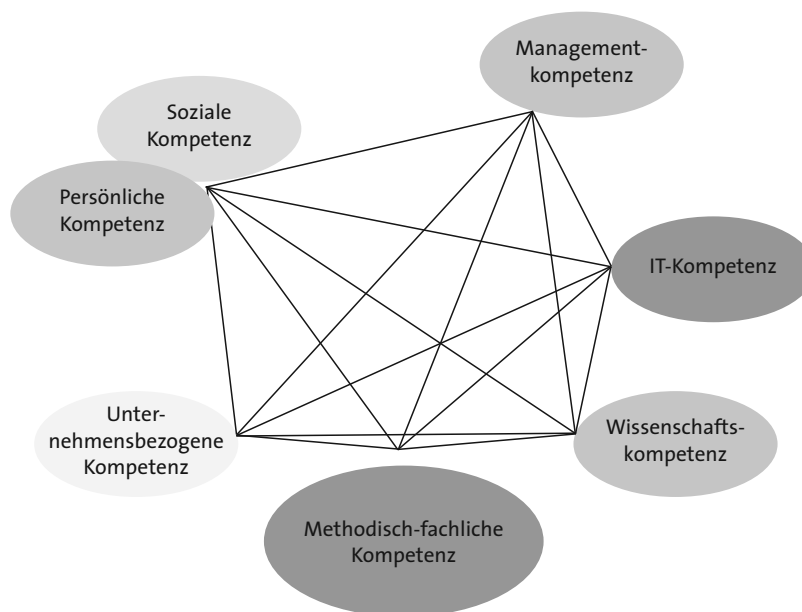 Management-
kompetenz
Soziale
Kompetenz
Persönliche
Kompetenz
IT-Kompetenz
Unter-
nehmensbezogene
Kompetenz
Wissenschafts-
kompetenz
Methodisch-fachliche
Kompetenz